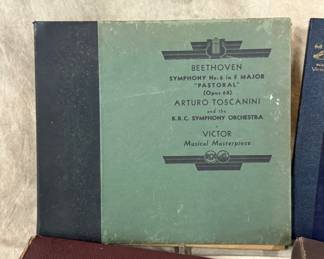 BEETHOVEN
SYMPHONY No. 6 in F MAJOR
"PASTORAL"
(Opus 68)
ARTURO TOSCANINI
and the
B.B.C. SYMPHONY ORCHESTRA
VICTOR
Musical Masterpiece